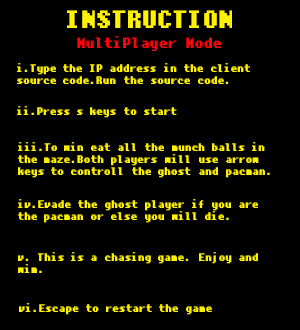 INSTRUCTION
MultiPlayer Mode
i.Type the IP address in the client
source code.Run the source code.
ii.Press s keys to start
iii.To win eat all the munch balls in
the maze.Both players will use arrow
keys to controll the ghost and pacman.
iv.Evade the ghost player if you are
the pacman or else you will die.
v. This is a chasing game. Enjoy and
win.
vi.Escape to restart the game